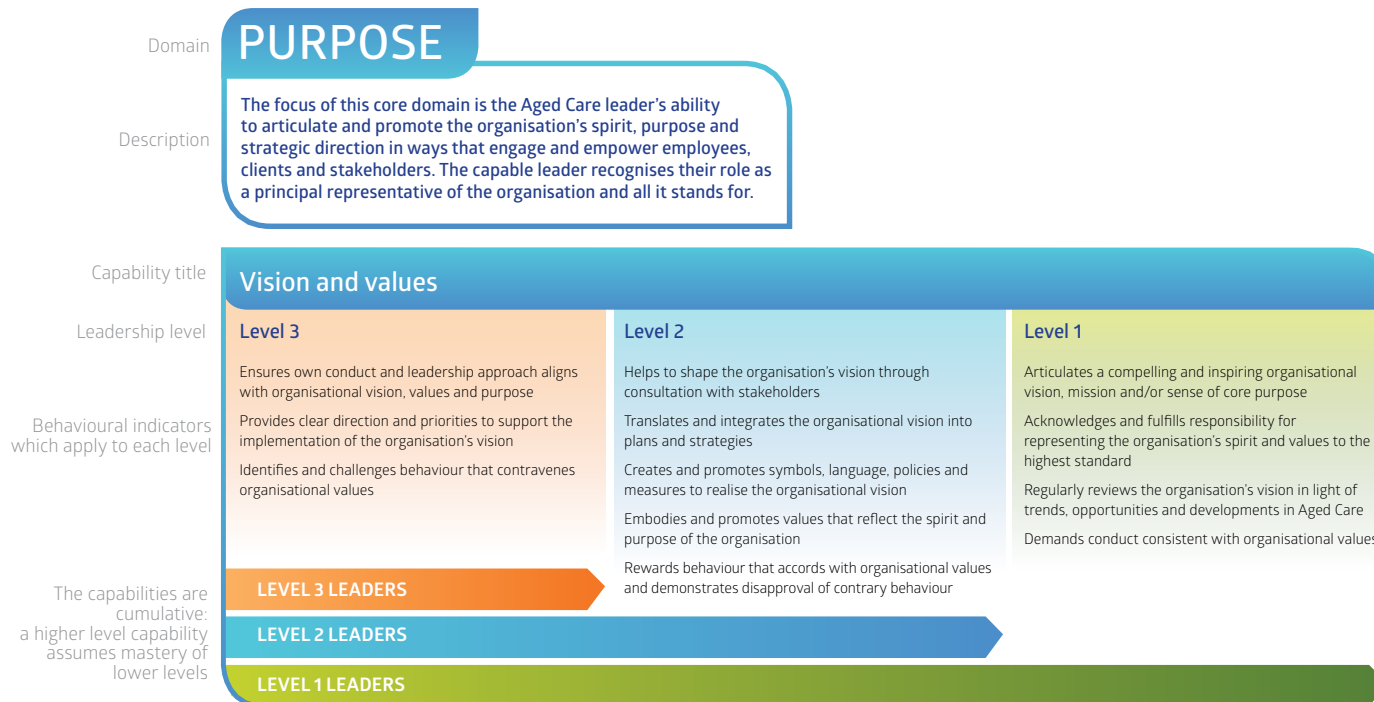 Domain
PURPOSE
Description
The focus of this core domain is the Aged Care leader's ability
to articulate and promote the organisation's spirit, purpose and
strategic direction in ways that engage and empower employees,
clients and stakeholders. The capable leader recognises their role as
a principal representative of the organisation and all it stands for.
Capability title
Vision and values
Leadership level
Level 3
Ensures own conduct and leadership approach aligns
with organisational vision, values and purpose
Provides clear direction and priorities to support the
implementation of the organisation's vision
Identifies and challenges behaviour that contravenes
organisational values
Level 2
Helps to shape the organisation's vision through
consultation with stakeholders
Translates and integrates the organisational vision into
plans and strategies
Creates and promotes symbols, language, policies and
measures to realise the organisational vision
Embodies and promotes values that reflect the spirit and
purpose of the organisation
Rewards behaviour that accords with organisational values
and demonstrates disapproval of contrary behaviour
Level 1
Articulates a compelling and inspiring organisational
vision, mission and/or sense of core purpose
Acknowledges and fulfills responsibility for
representing the organisation's spirit and values to the
highest standard
Regularly reviews the organisation's vision in light of
trends, opportunities and developments in Aged Care
Demands conduct consistent with organisational values
Behavioural indicators
which apply to each level
The capabilities are
cumulative:
a higher level capability
assumes mastery of
lower levels
LEVEL 3 LEADERS
LEVEL 2 LEADERS
LEVEL 1 LEADERS